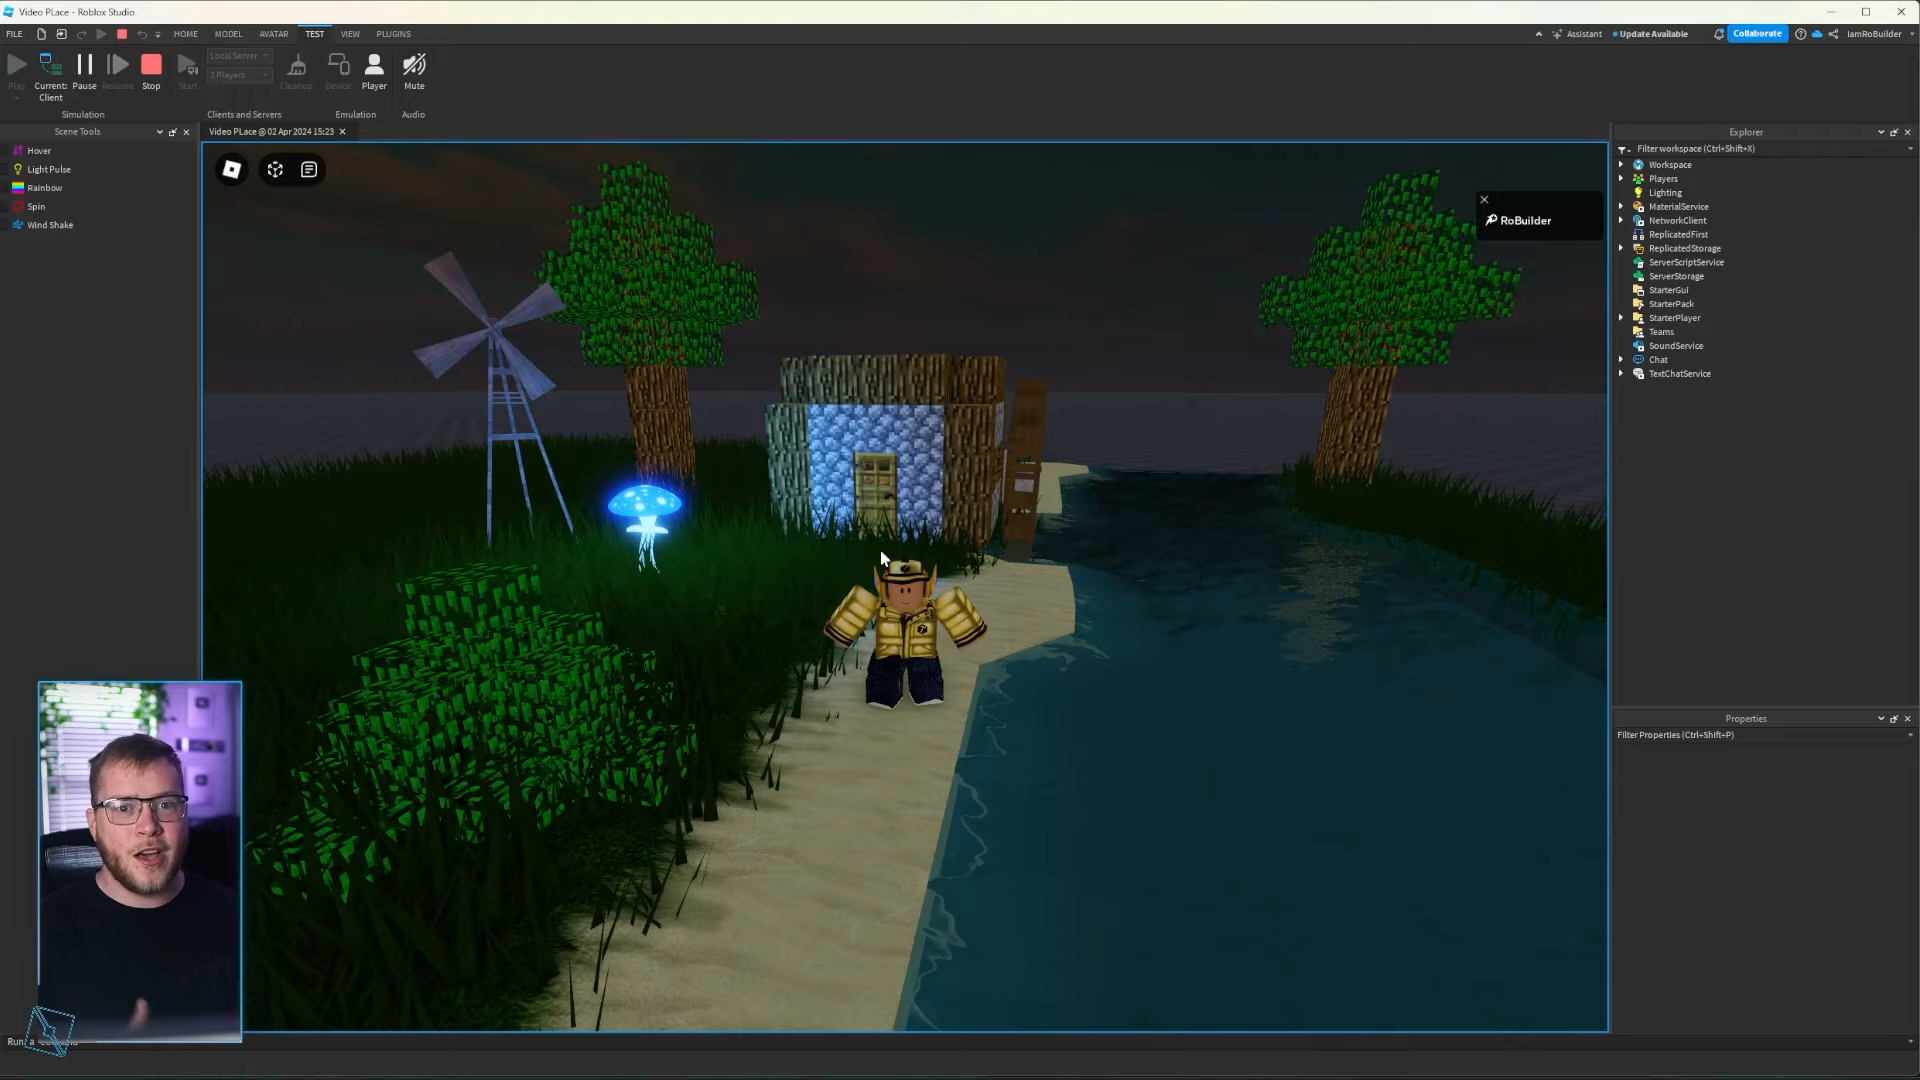 Video PLace - Roblox Studio
FILE HOME MODEL AVATAR TEST VIEW PLUGINS
Assistant Update Available Collaborate IamRoBuilder
Play Current: Client Pause Resume Stop Start Local Server 2 Players Cleanup Device Player Mute
Simulation Clients and Servers Emulation Audio
Scene Tools
Video PLace @ 02 Apr 2024 15:23
Explorer
Hover
Light Pulse
Rainbow
Spin
Wind Shake
RoBuilder
Filter workspace (Ctrl+Shift+X)
Workspace
Players
Lighting
MaterialService
NetworkClient
ReplicatedFirst
ReplicatedStorage
ServerScriptService
ServerStorage
StarterGui
StarterPack
StarterPlayer
Teams
SoundService
Chat
TextChatService
Properties
Filter Properties (Ctrl+Shift+P)
Run a